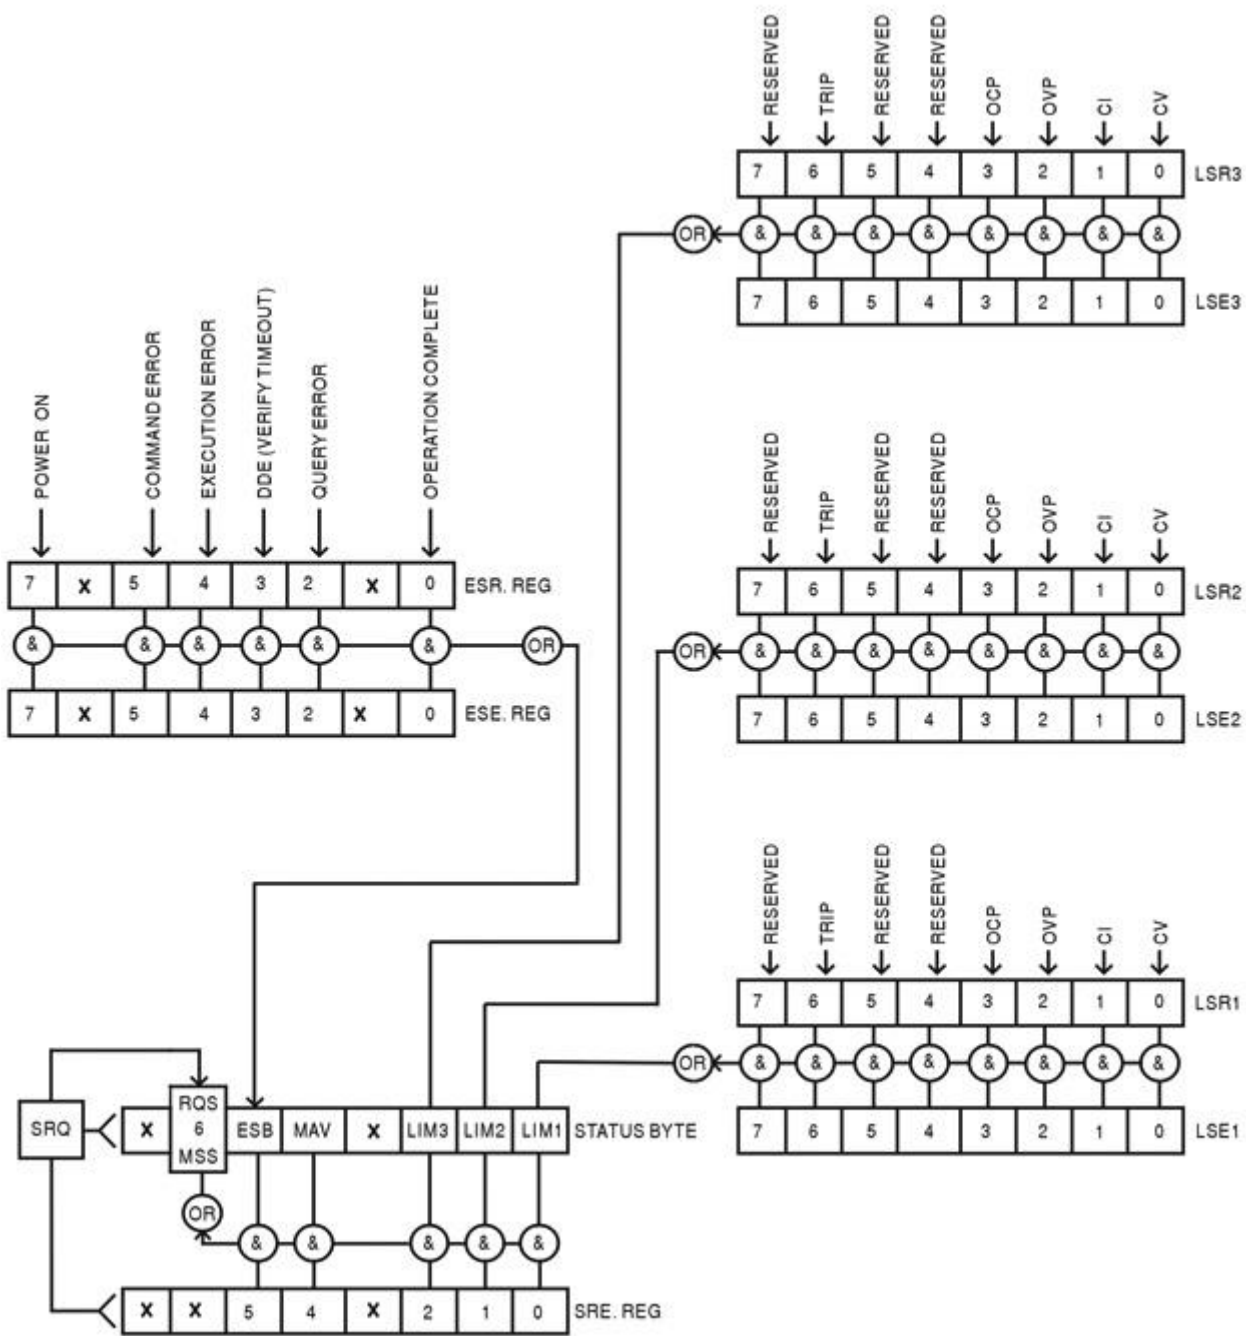 RESERVED TRIP RESERVED RESERVED OCP OVP CI CV
7 6 5 4 3 2 1 0 LSR3
OR & & & & & & & &
7 6 5 4 3 2 1 0 LSE3
POWER ON COMMAND ERROR EXECUTION ERROR DDE (VERIFY TIMEOUT) QUERY ERROR OPERATION COMPLETE
7 X 5 4 3 2 X 0 ESR. REG
& & & & & & OR
7 X 5 4 3 2 X 0 ESE. REG
RESERVED TRIP RESERVED RESERVED OCP OVP CI CV
7 6 5 4 3 2 1 0 LSR2
OR & & & & & & & &
7 6 5 4 3 2 1 0 LSE2
RESERVED TRIP RESERVED RESERVED OCP OVP CI CV
7 6 5 4 3 2 1 0 LSR1
OR & & & & & & & &
7 6 5 4 3 2 1 0 LSE1
RQS
SRQ X 6 ESB MAV X LIM3 LIM2 LIM1 STATUS BYTE
MSS
OR
& & & & &
X X 5 4 X 2 1 0 SRE. REG